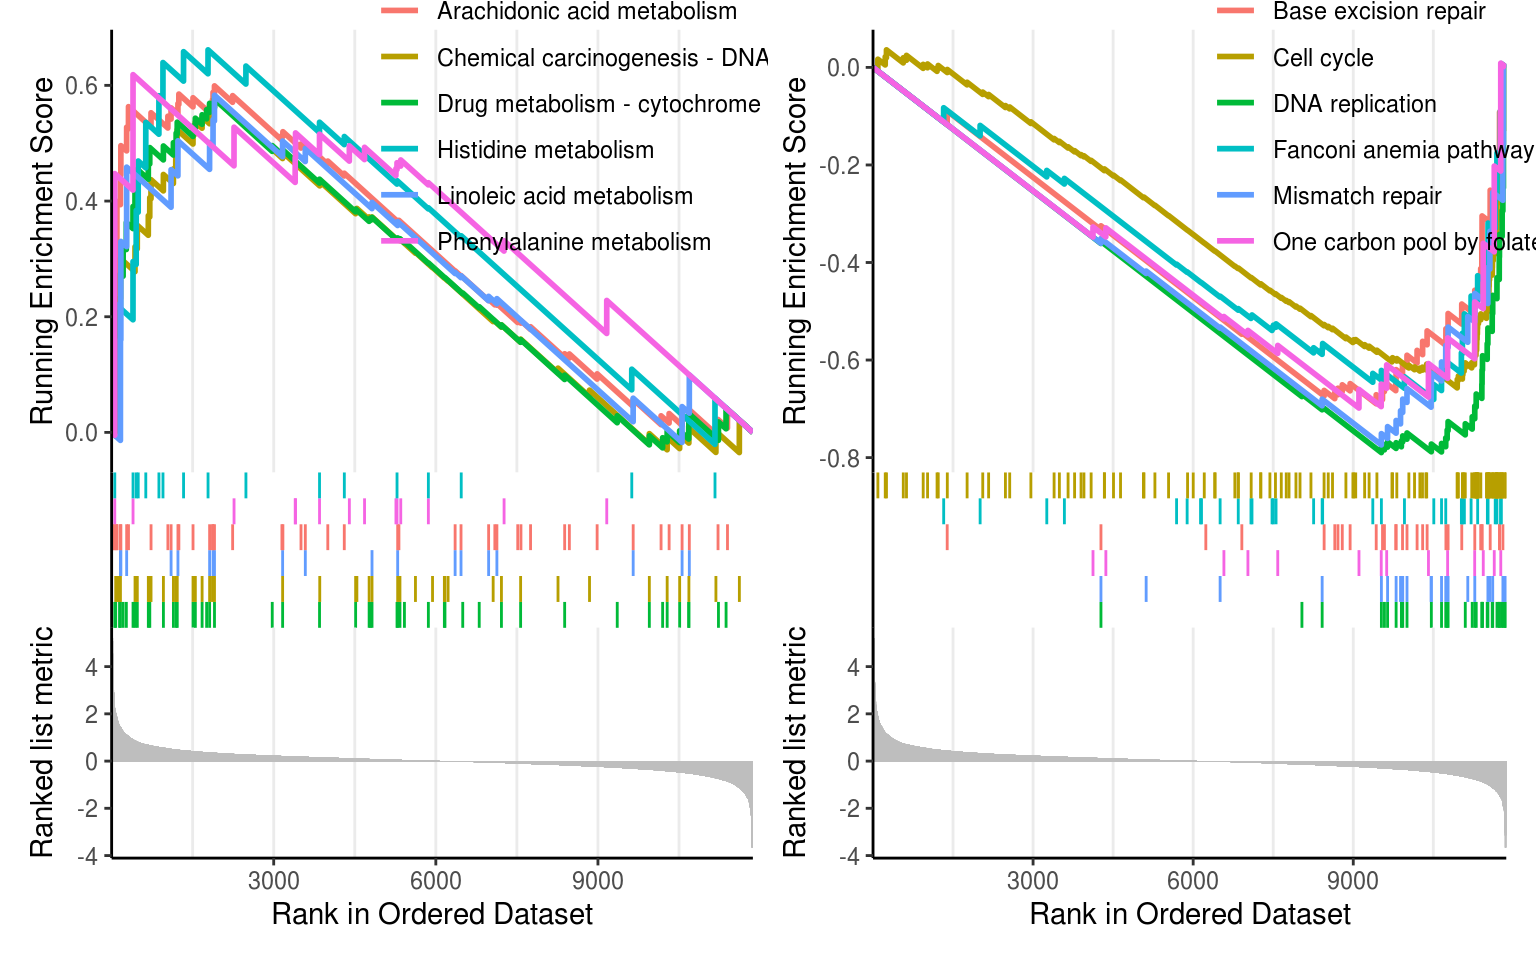 Arachidonic acid metabolism
Chemical carcinogenesis - DNA
Drug metabolism - cytochrome
Histidine metabolism
Linoleic acid metabolism
Phenylalanine metabolism
Running Enrichment Score
0.6
0.4
0.2
0.0
Ranked list metric
4
2
0
-2
-4
3000
6000
9000
Rank in Ordered Dataset
Base excision repair
Cell cycle
DNA replication
Fanconi anemia pathway
Mismatch repair
One carbon pool by folate
Running Enrichment Score
0.0
-0.2
-0.4
-0.6
-0.8
Ranked list metric
4
2
0
-2
-4
3000
6000
9000
Rank in Ordered Dataset